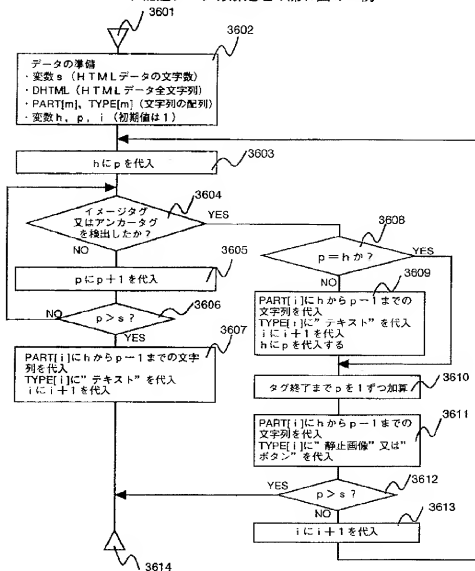 3601
3602
データの準備
・変数s(HTMLデータの文字数)
・DHTML(HTMLデータ全文字列)
・PART[m]、TYPE[m](文字列の配列)
・変数h、p、i(初期値は1)
3603
hにpを代入
3604
イメージタグ
又はアンカータグ
を検出したか?
YES
NO
3605
pにp+1を代入
3606
p>s?
NO
YES
3607
PART[i]にhからp-1までの文字
列を代入
TYPE[i]に"テキスト"を代入
iにi+1を代入
3608
p=hか?
YES
NO
3609
PART[i]にhからp-1までの
文字列を代入
TYPE[i]に"テキスト"を代入
iにi+1を代入
hにpを代入する
3610
タグ終了までpを1ずつ加算
3611
PART[i]にhからp-1までの
文字列を代入
TYPE[i]に"静止画像"又は"
ボタン"を代入
3612
p>s?
YES
NO
3613
iにi+1を代入
3614